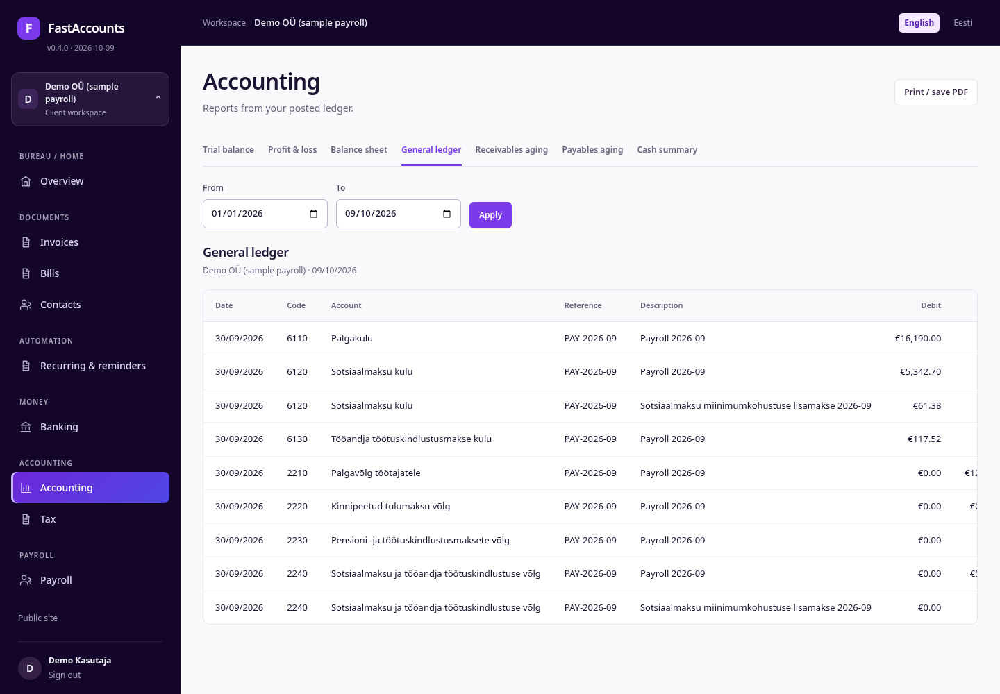 F FastAccounts
v0.4.0 · 2026-10-09
D Demo OÜ (sample payroll)
Client workspace
BUREAU / HOME
Overview
DOCUMENTS
Invoices
Bills
Contacts
AUTOMATION
Recurring & reminders
MONEY
Banking
ACCOUNTING
Accounting
Tax
PAYROLL
Payroll
Public site
D Demo Kasutaja
Sign out
Workspace Demo OÜ (sample payroll) English Eesti
Accounting
Reports from your posted ledger.
Print / save PDF
Trial balance Profit & loss Balance sheet General ledger Receivables aging Payables aging Cash summary
From To
01/01/2026 09/10/2026 Apply
General ledger
Demo OÜ (sample payroll) · 09/10/2026
Date Code Account Reference Description Debit
30/09/2026 6110 Palgakulu PAY-2026-09 Payroll 2026-09 €16,190.00
30/09/2026 6120 Sotsiaalmaksu kulu PAY-2026-09 Payroll 2026-09 €5,342.70
30/09/2026 6120 Sotsiaalmaksu kulu PAY-2026-09 Sotsiaalmaksu miinimumkohustuse lisamakse 2026-09 €61.38
30/09/2026 6130 Tööandja töötuskindlustusmakse kulu PAY-2026-09 Payroll 2026-09 €117.52
30/09/2026 2210 Palgavõlg töötajatele PAY-2026-09 Payroll 2026-09 €0.00
30/09/2026 2220 Kinnipeetud tulumaksu võlg PAY-2026-09 Payroll 2026-09 €0.00
30/09/2026 2230 Pensioni- ja töötuskindlustusmaksete võlg PAY-2026-09 Payroll 2026-09 €0.00
30/09/2026 2240 Sotsiaalmaksu ja tööandja töötuskindlustuse võlg PAY-2026-09 Payroll 2026-09 €0.00
30/09/2026 2240 Sotsiaalmaksu ja tööandja töötuskindlustuse võlg PAY-2026-09 Sotsiaalmaksu miinimumkohustuse lisamakse 2026-09 €0.00